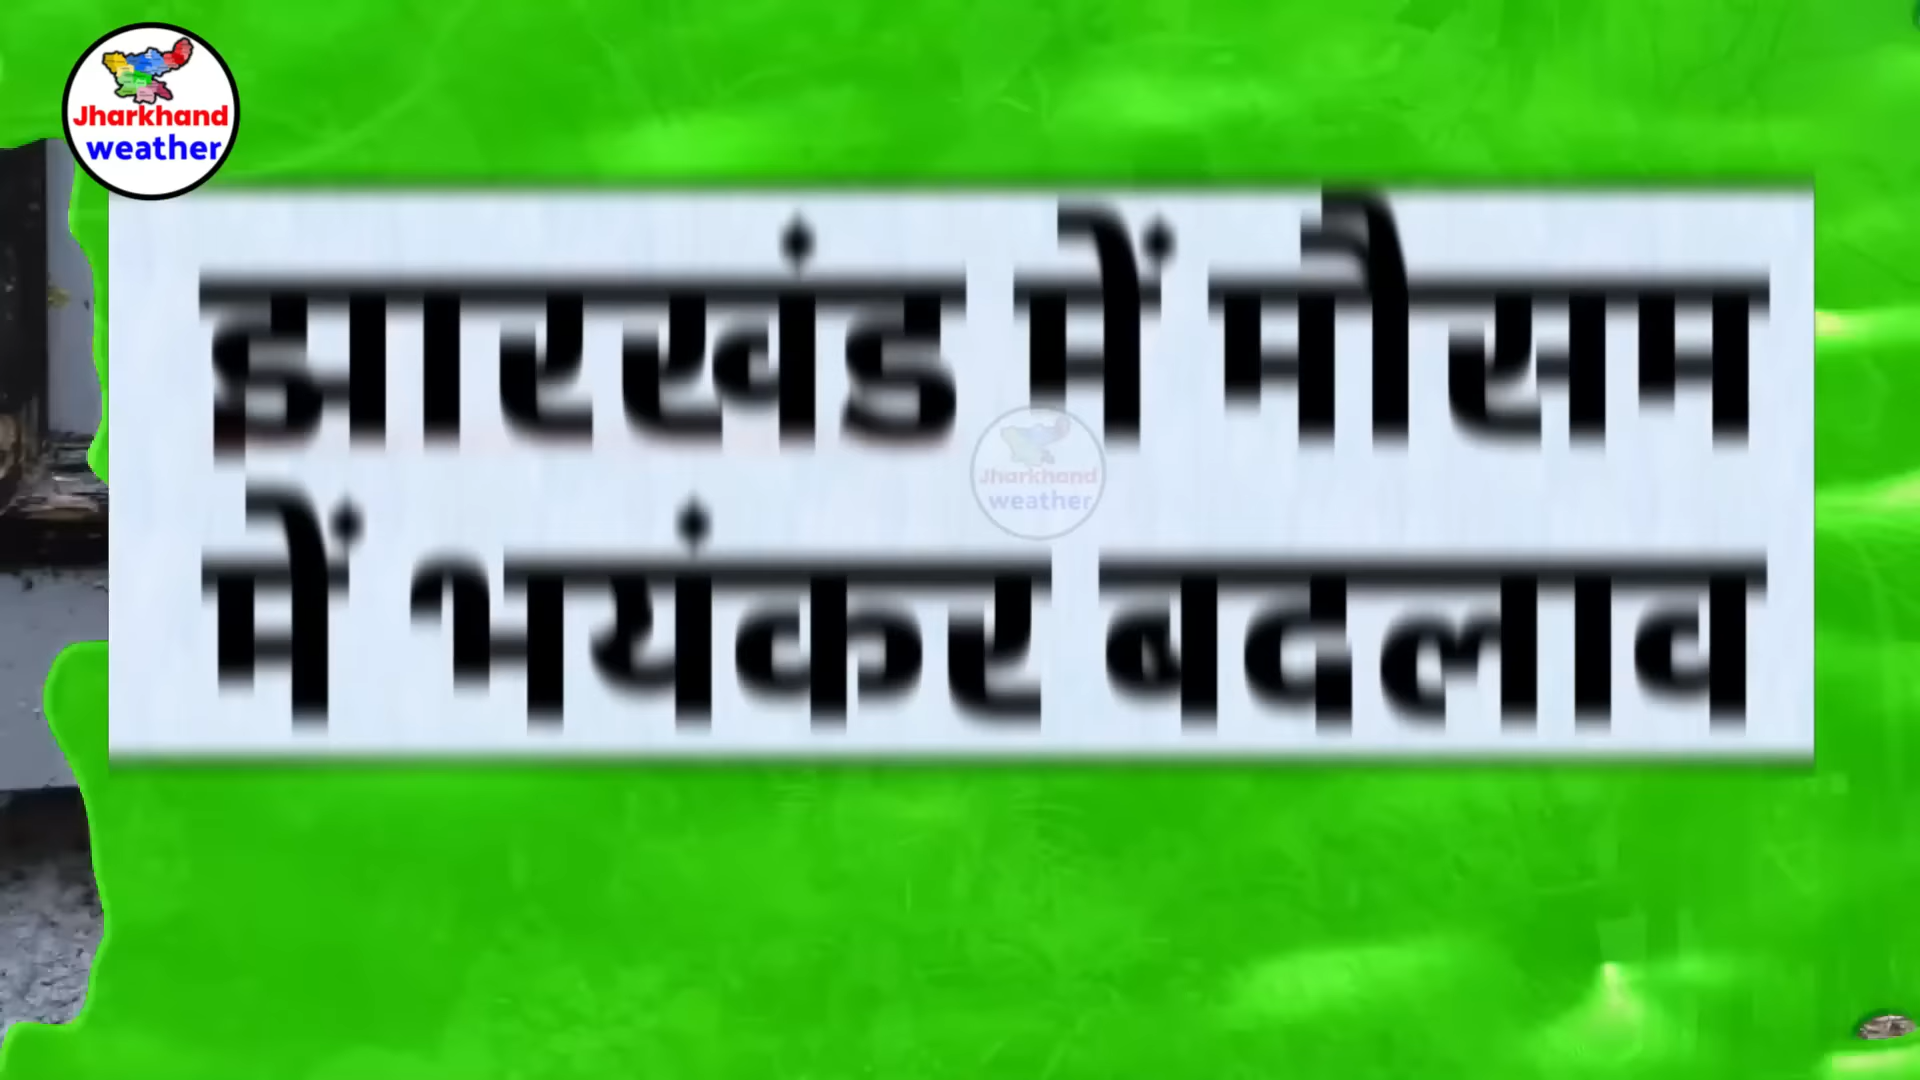 Jharkhand
weather
झारखंड में मौसम
में भयंकर बदलाव
Jharkhand
weather